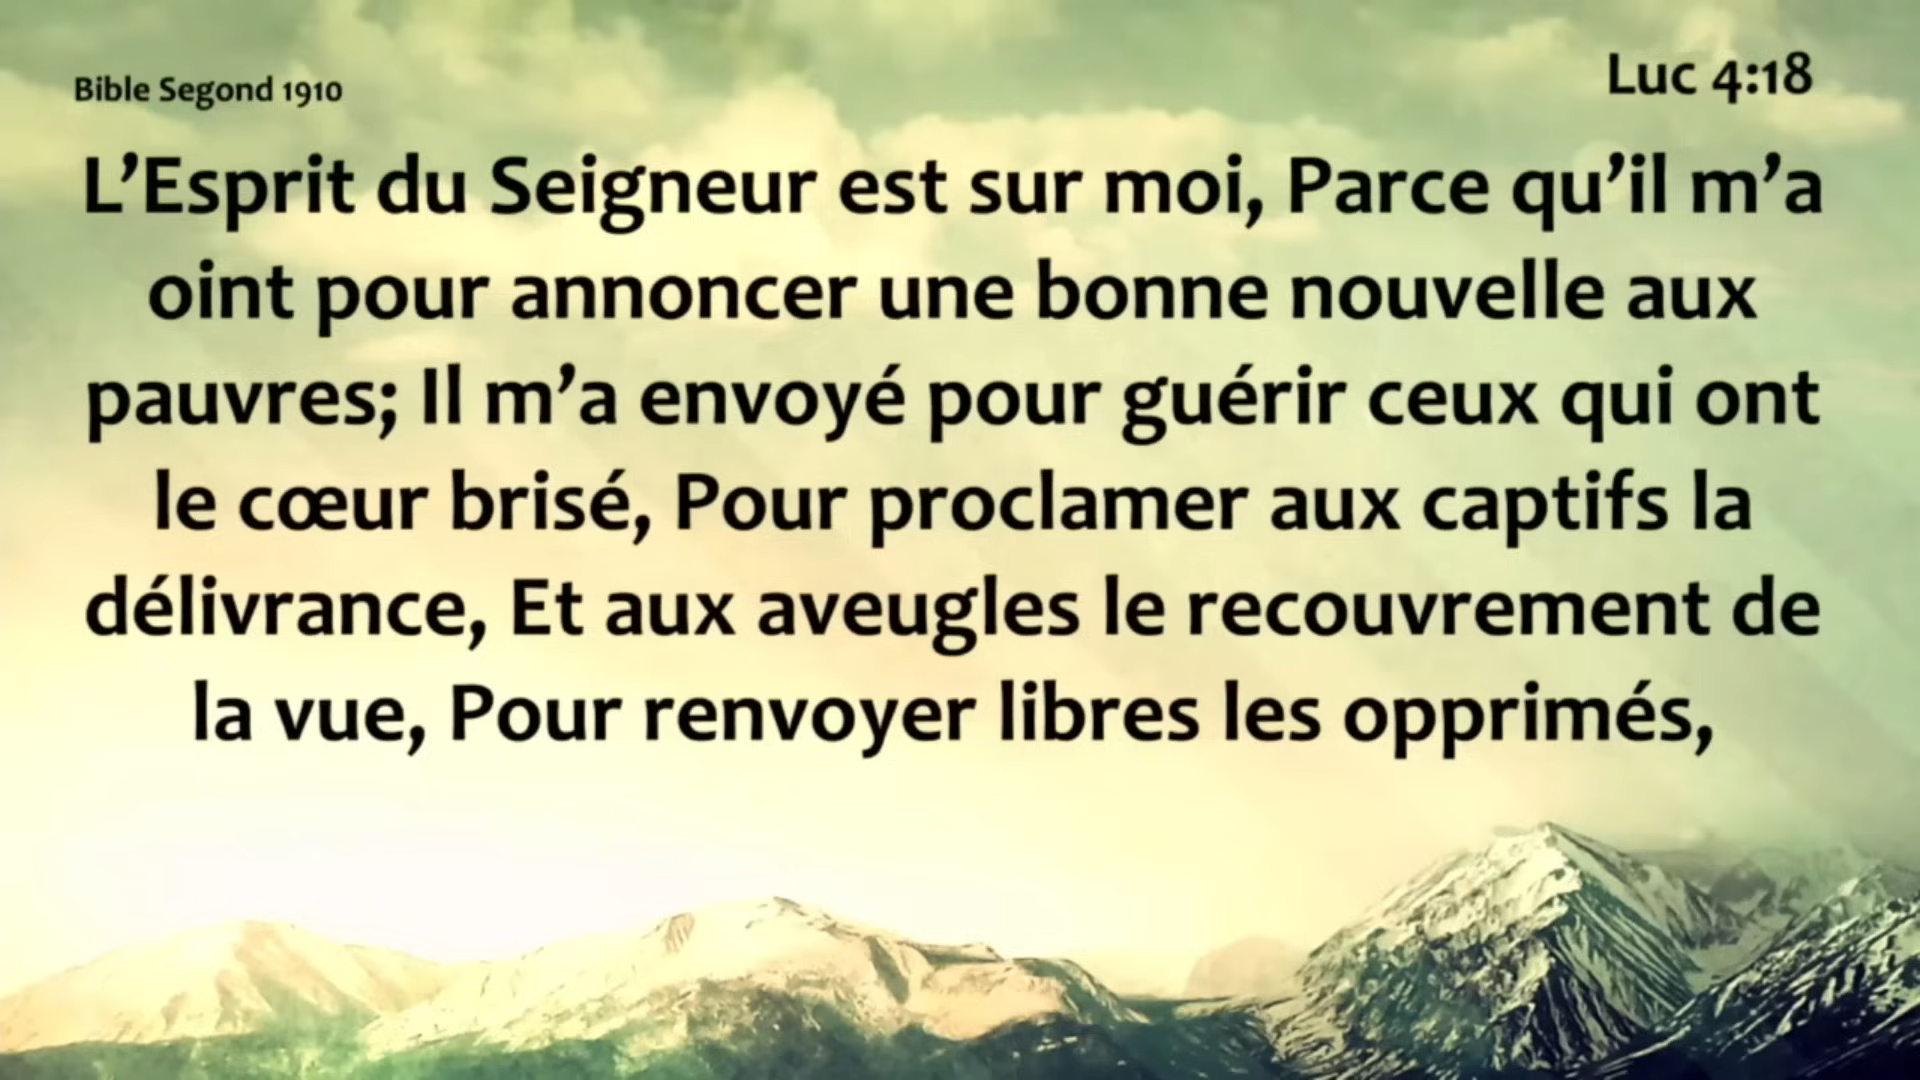 Bible Segond 1910
Luc 4:18
L’Esprit du Seigneur est sur moi, Parce qu’il m’a
oint pour annoncer une bonne nouvelle aux
pauvres; Il m’a envoyé pour guérir ceux qui ont
le cœur brisé, Pour proclamer aux captifs la
délivrance, Et aux aveugles le recouvrement de
la vue, Pour renvoyer libres les opprimés,